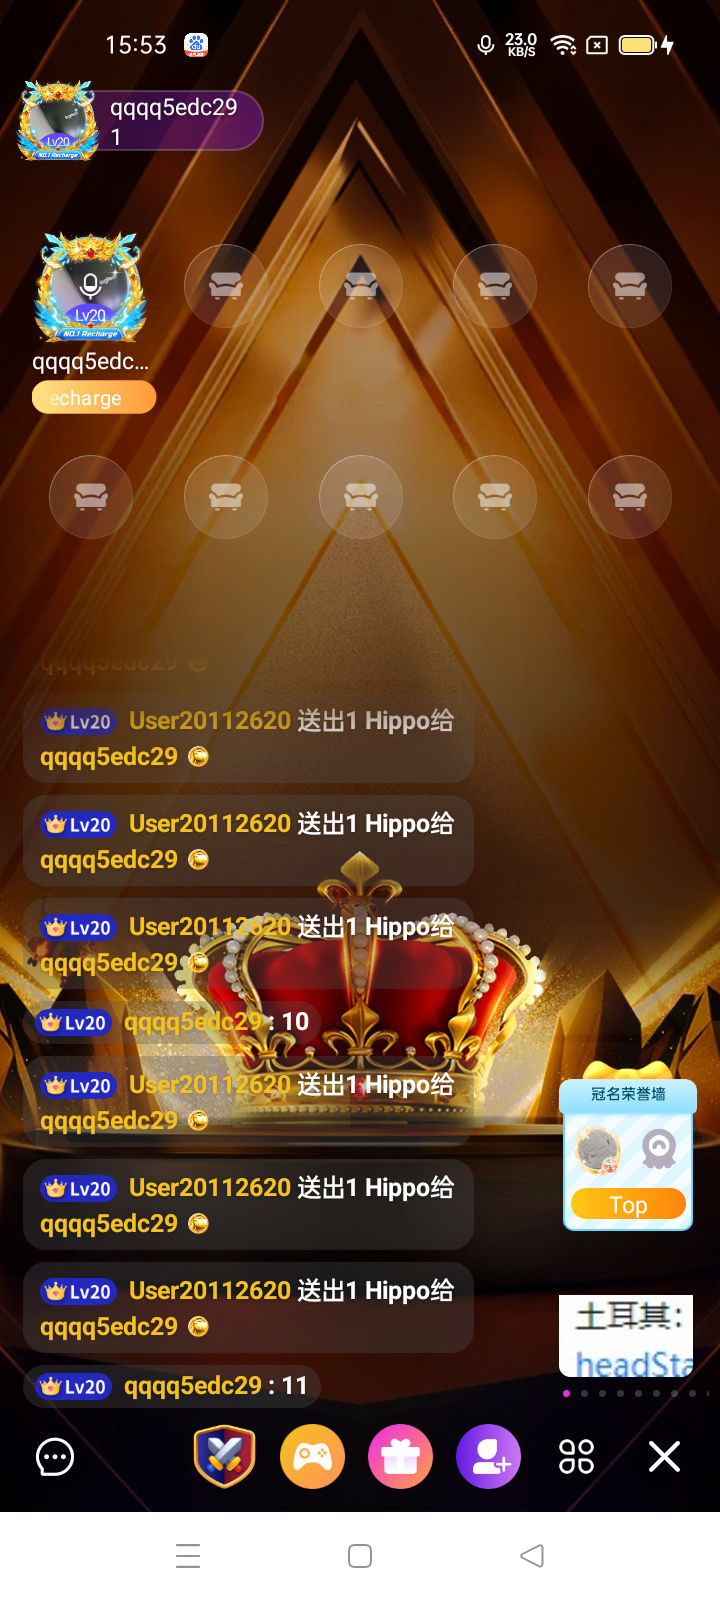 15:53
23.0
KB/S
qqqq5edc29
1
Lv20
NO.1 Recharge
Lv20
NO.1 Recharge
qqqq5edc...
echarge
qqqq5edc29
Lv20 User20112620 送出1 Hippo给
qqqq5edc29
Lv20 User20112620 送出1 Hippo给
qqqq5edc29
Lv20 User20112620 送出1 Hippo给
qqqq5edc29
Lv20 qqqq5edc29 : 10
Lv20 User20112620 送出1 Hippo给
qqqq5edc29
Lv20 User20112620 送出1 Hippo给
qqqq5edc29
Lv20 User20112620 送出1 Hippo给
qqqq5edc29
Lv20 qqqq5edc29 : 11
冠名荣誉墙
Top
土耳其:
headSta